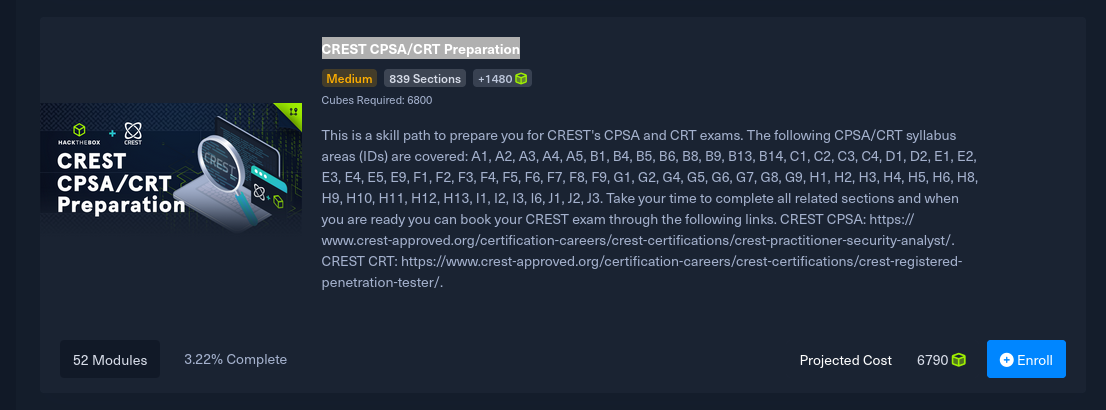 CREST CPSA/CRT Preparation
Medium 839 Sections +1480
Cubes Required: 6800
HACKTHEBOX + CREST
CREST
CPSA/CRT
Preparation
CREST
This is a skill path to prepare you for CREST's CPSA and CRT exams. The following CPSA/CRT syllabus
areas (IDs) are covered: A1, A2, A3, A4, A5, B1, B4, B5, B6, B8, B9, B13, B14, C1, C2, C3, C4, D1, D2, E1, E2,
E3, E4, E5, E9, F1, F2, F3, F4, F5, F6, F7, F8, F9, G1, G2, G4, G5, G6, G7, G8, G9, H1, H2, H3, H4, H5, H6, H8,
H9, H10, H11, H12, H13, I1, I2, I3, I6, J1, J2, J3. Take your time to complete all related sections and when
you are ready you can book your CREST exam through the following links. CREST CPSA: https://
www.crest-approved.org/certification-careers/crest-certifications/crest-practitioner-security-analyst/.
CREST CRT: https://www.crest-approved.org/certification-careers/crest-certifications/crest-registered-
penetration-tester/.
52 Modules 3.22% Complete Projected Cost 6790 Enroll